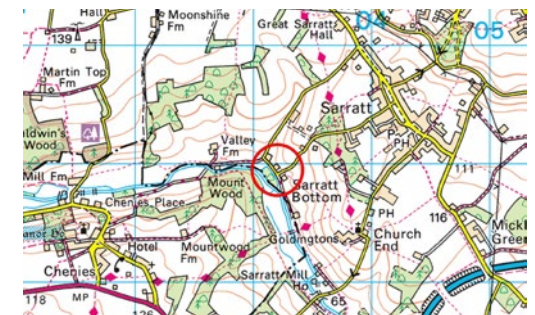 Hall
Moonshine
Fm
139
Great Sarratt
Hall
04
05
Martin Top
Fm
Sarratt
Wood
Valley
Fm
PH
111
Mill Fm
Mount
Wood
Sarratt
Bottom
Chenies Place
PH
116
Hotel
Mountwood
Fm
Goldingtons
Church
End
Green
Chenies
Sarratt Mill
Ho
65
118
MP
126